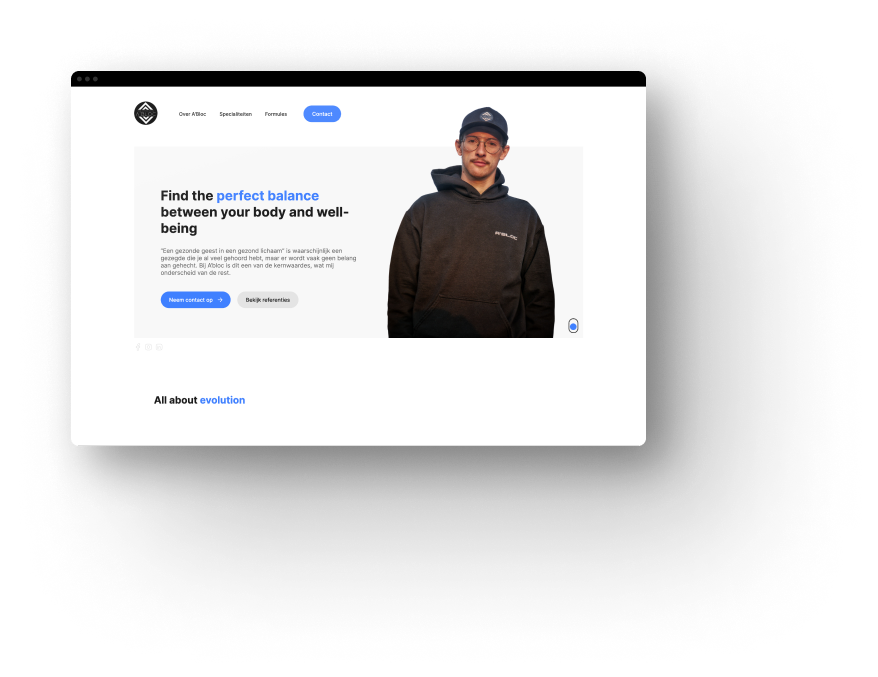 Over A'Bloc Specialiteiten Formules Contact
Find the perfect balance
between your body and well-
being
"Een gezonde geest in een gezond lichaam" is waarschijnlijk een
gezegde die je al veel gehoord hebt, maar er wordt vaak geen belang
aan gehecht. Bij A'bloc is dit een van de kernwaardes, wat mij
onderscheid van de rest.
Neem contact op → Bekijk referenties
A'BLOC
All about evolution